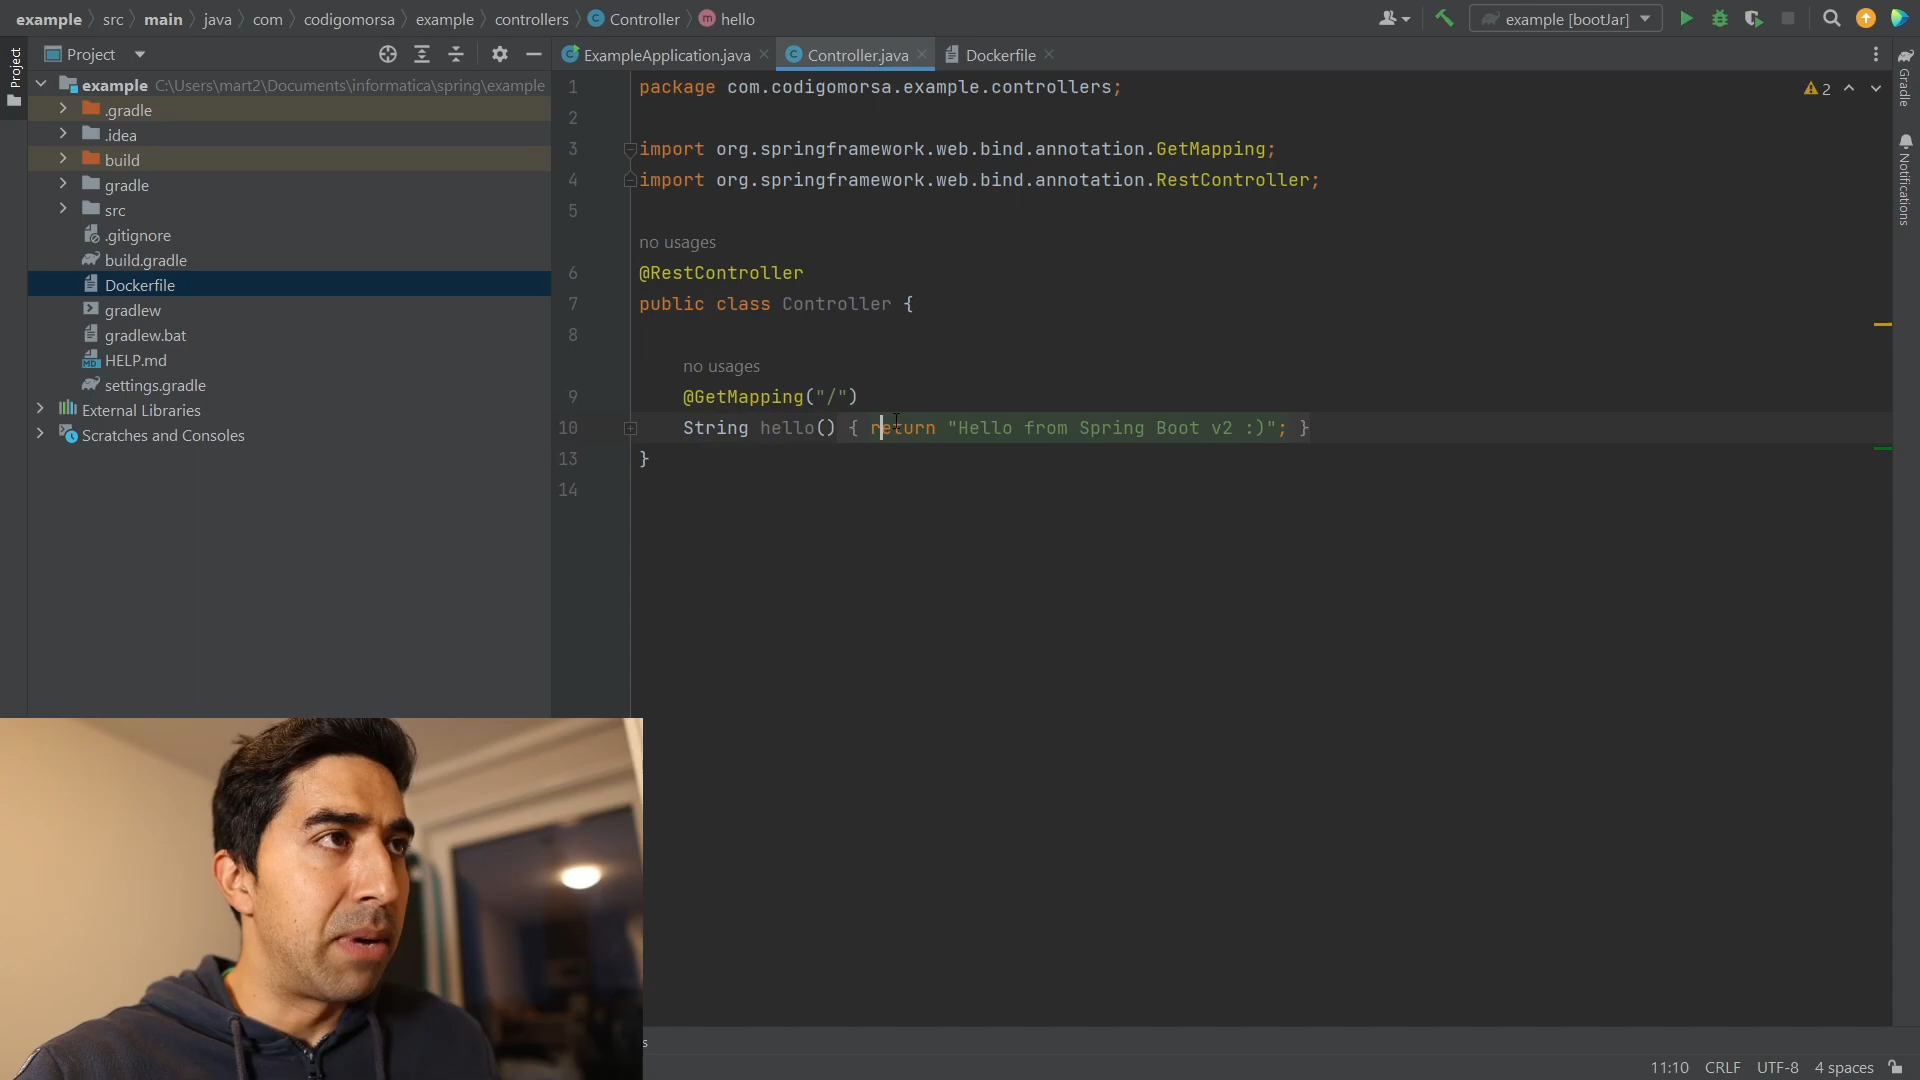 example src main java com codigomorsa example controllers Controller hello
example [bootJar]
Project
Project
ExampleApplication.java
Controller.java
Dockerfile
example C:\Users\mart2\Documents\informatica\spring\example
.gradle
.idea
build
gradle
src
.gitignore
build.gradle
Dockerfile
gradlew
gradlew.bat
HELP.md
settings.gradle
External Libraries
Scratches and Consoles
1 package com.codigomorsa.example.controllers;
2
3 import org.springframework.web.bind.annotation.GetMapping;
4 import org.springframework.web.bind.annotation.RestController;
5
no usages
6 @RestController
7 public class Controller {
8
no usages
9 @GetMapping("/")
10 String hello() { return "Hello from Spring Boot v2 :)"; }
13 }
14
2
Gradle
Notifications
s
11:10 CRLF UTF-8 4 spaces